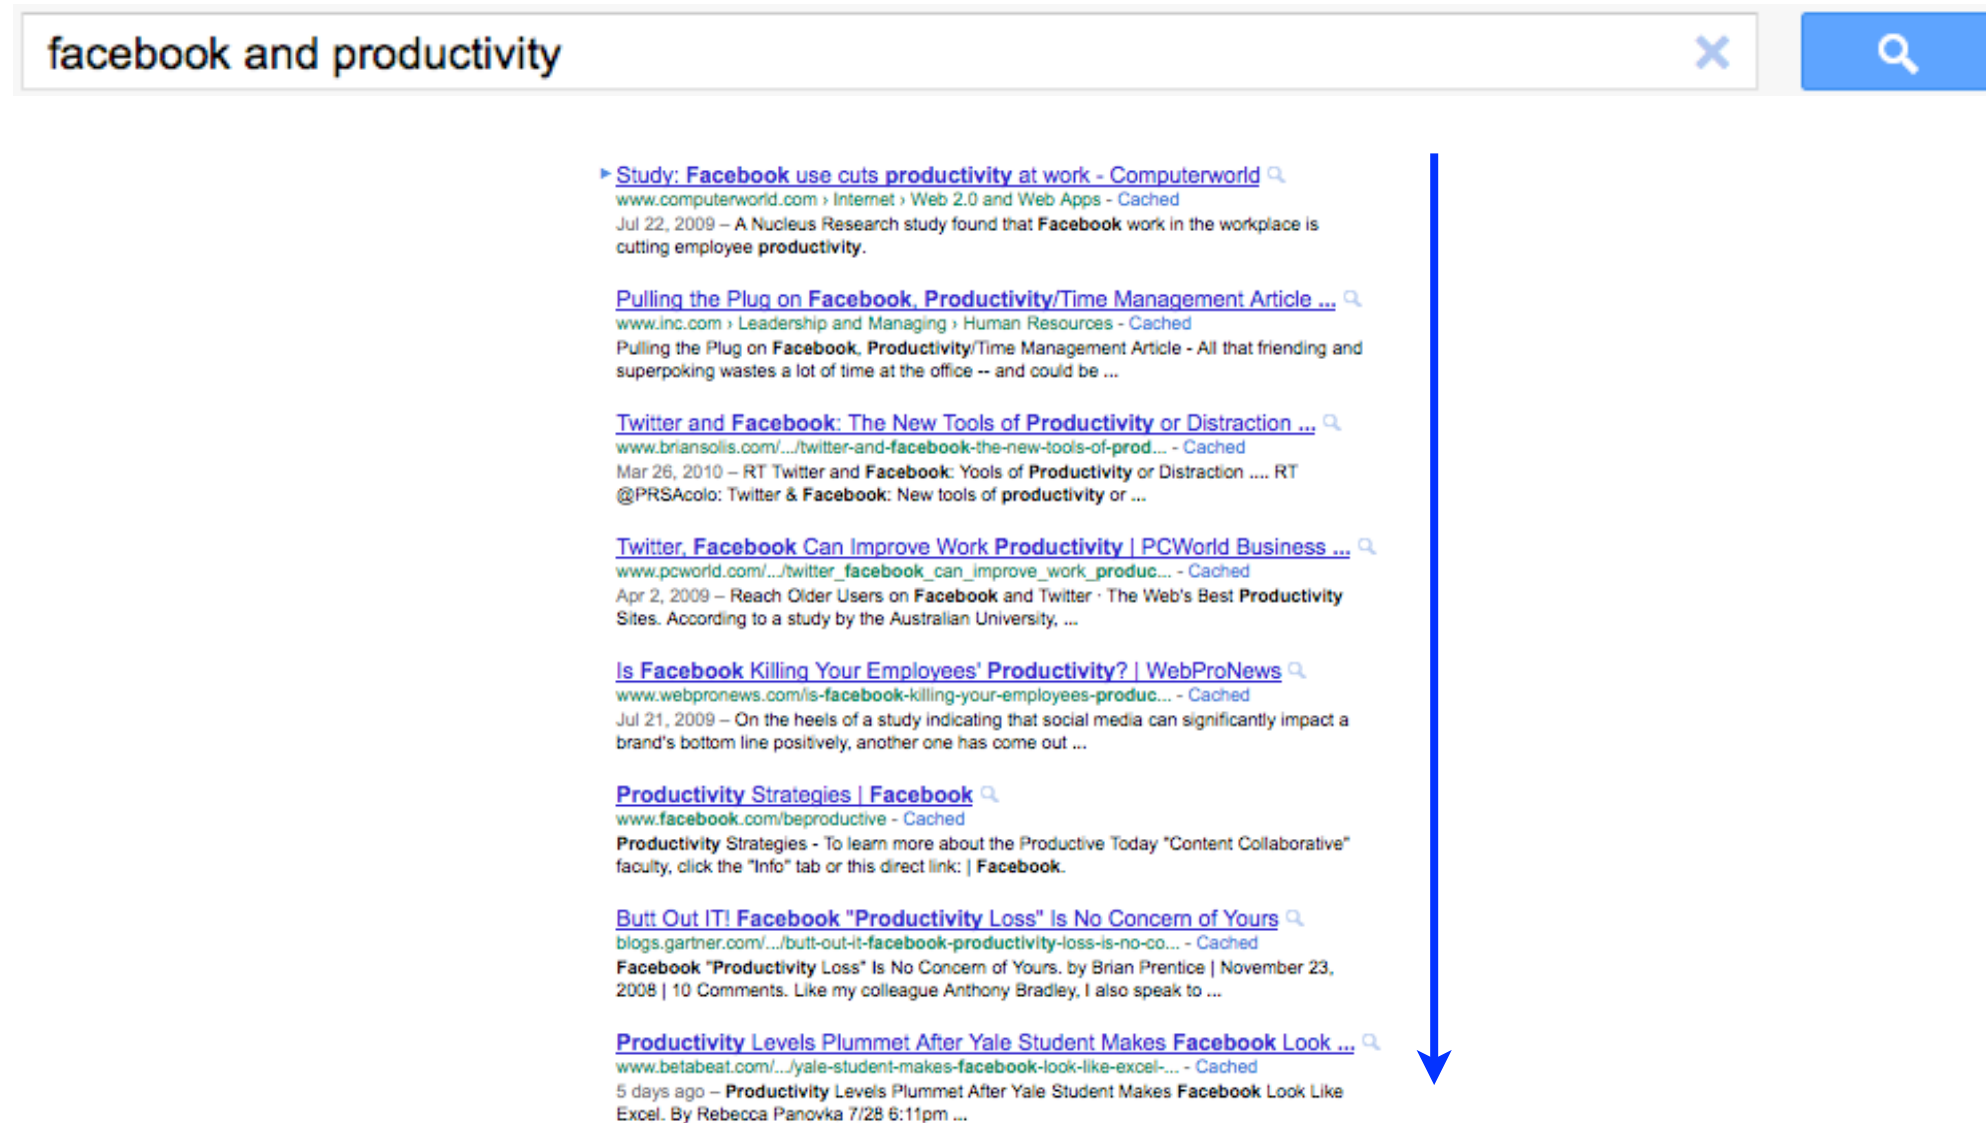 facebook and productivity
Study: Facebook use cuts productivity at work - Computerworld
www.computerworld.com › Internet › Web 2.0 and Web Apps - Cached
Jul 22, 2009 – A Nucleus Research study found that Facebook work in the workplace is
cutting employee productivity.
Pulling the Plug on Facebook, Productivity/Time Management Article ...
www.inc.com › Leadership and Managing › Human Resources - Cached
Pulling the Plug on Facebook, Productivity/Time Management Article - All that friending and
superpoking wastes a lot of time at the office -- and could be ...
Twitter and Facebook: The New Tools of Productivity or Distraction ...
www.briansolis.com/.../twitter-and-facebook-the-new-tools-of-prod... - Cached
Mar 26, 2010 – RT Twitter and Facebook: Yools of Productivity or Distraction .... RT
@PRSAcolo: Twitter & Facebook: New tools of productivity or ...
Twitter, Facebook Can Improve Work Productivity | PCWorld Business ...
www.pcworld.com/.../twitter_facebook_can_improve_work_produc... - Cached
Apr 2, 2009 – Reach Older Users on Facebook and Twitter · The Web's Best Productivity
Sites. According to a study by the Australian University, ...
Is Facebook Killing Your Employees' Productivity? | WebProNews
www.webpronews.com/is-facebook-killing-your-employees-produc... - Cached
Jul 21, 2009 – On the heels of a study indicating that social media can significantly impact a
brand's bottom line positively, another one has come out ...
Productivity Strategies | Facebook
www.facebook.com/beproductive - Cached
Productivity Strategies - To learn more about the Productive Today "Content Collaborative"
faculty, click the "Info" tab or this direct link: | Facebook.
Butt Out IT! Facebook "Productivity Loss" Is No Concern of Yours
blogs.gartner.com/.../butt-out-it-facebook-productivity-loss-is-no-co... - Cached
Facebook "Productivity Loss" Is No Concern of Yours. by Brian Prentice | November 23,
2008 | 10 Comments. Like my colleague Anthony Bradley, I also speak to ...
Productivity Levels Plummet After Yale Student Makes Facebook Look ...
www.betabeat.com/.../yale-student-makes-facebook-look-like-excel-... - Cached
5 days ago – Productivity Levels Plummet After Yale Student Makes Facebook Look Like
Excel. By Rebecca Panovka 7/28 6:11pm ...